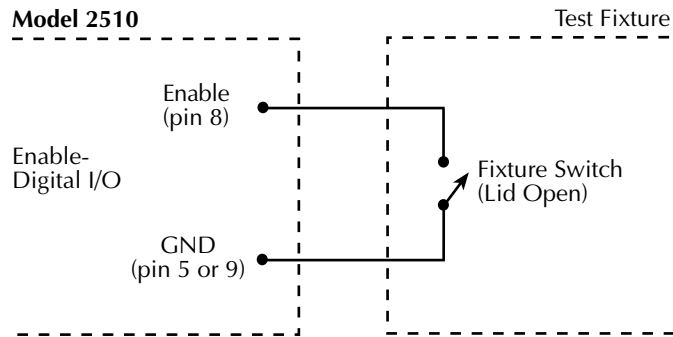 Model 2510
Test Fixture
Enable
(pin 8)
Enable-
Digital I/O
Fixture Switch
(Lid Open)
GND
(pin 5 or 9)